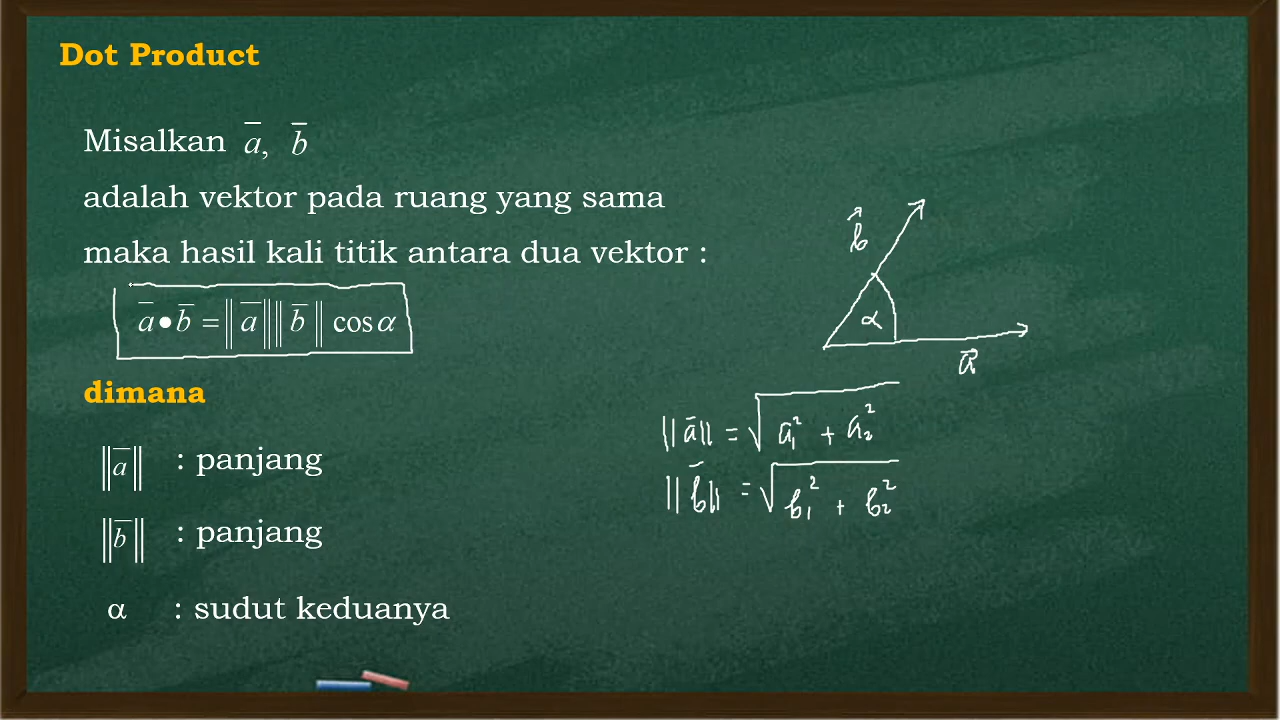 Dot Product
Misalkan a̅, b̅
adalah vektor pada ruang yang sama
maka hasil kali titik antara dua vektor :
a̅ • b̅ = ‖a̅‖‖b̅‖ cos α
dimana
‖a̅‖ : panjang
‖b̅‖ : panjang
α : sudut keduanya
b⃗
α
a⃗
‖a̅‖ = √(a₁² + a₂²)
‖b̅‖ = √(b₁² + b₂²)